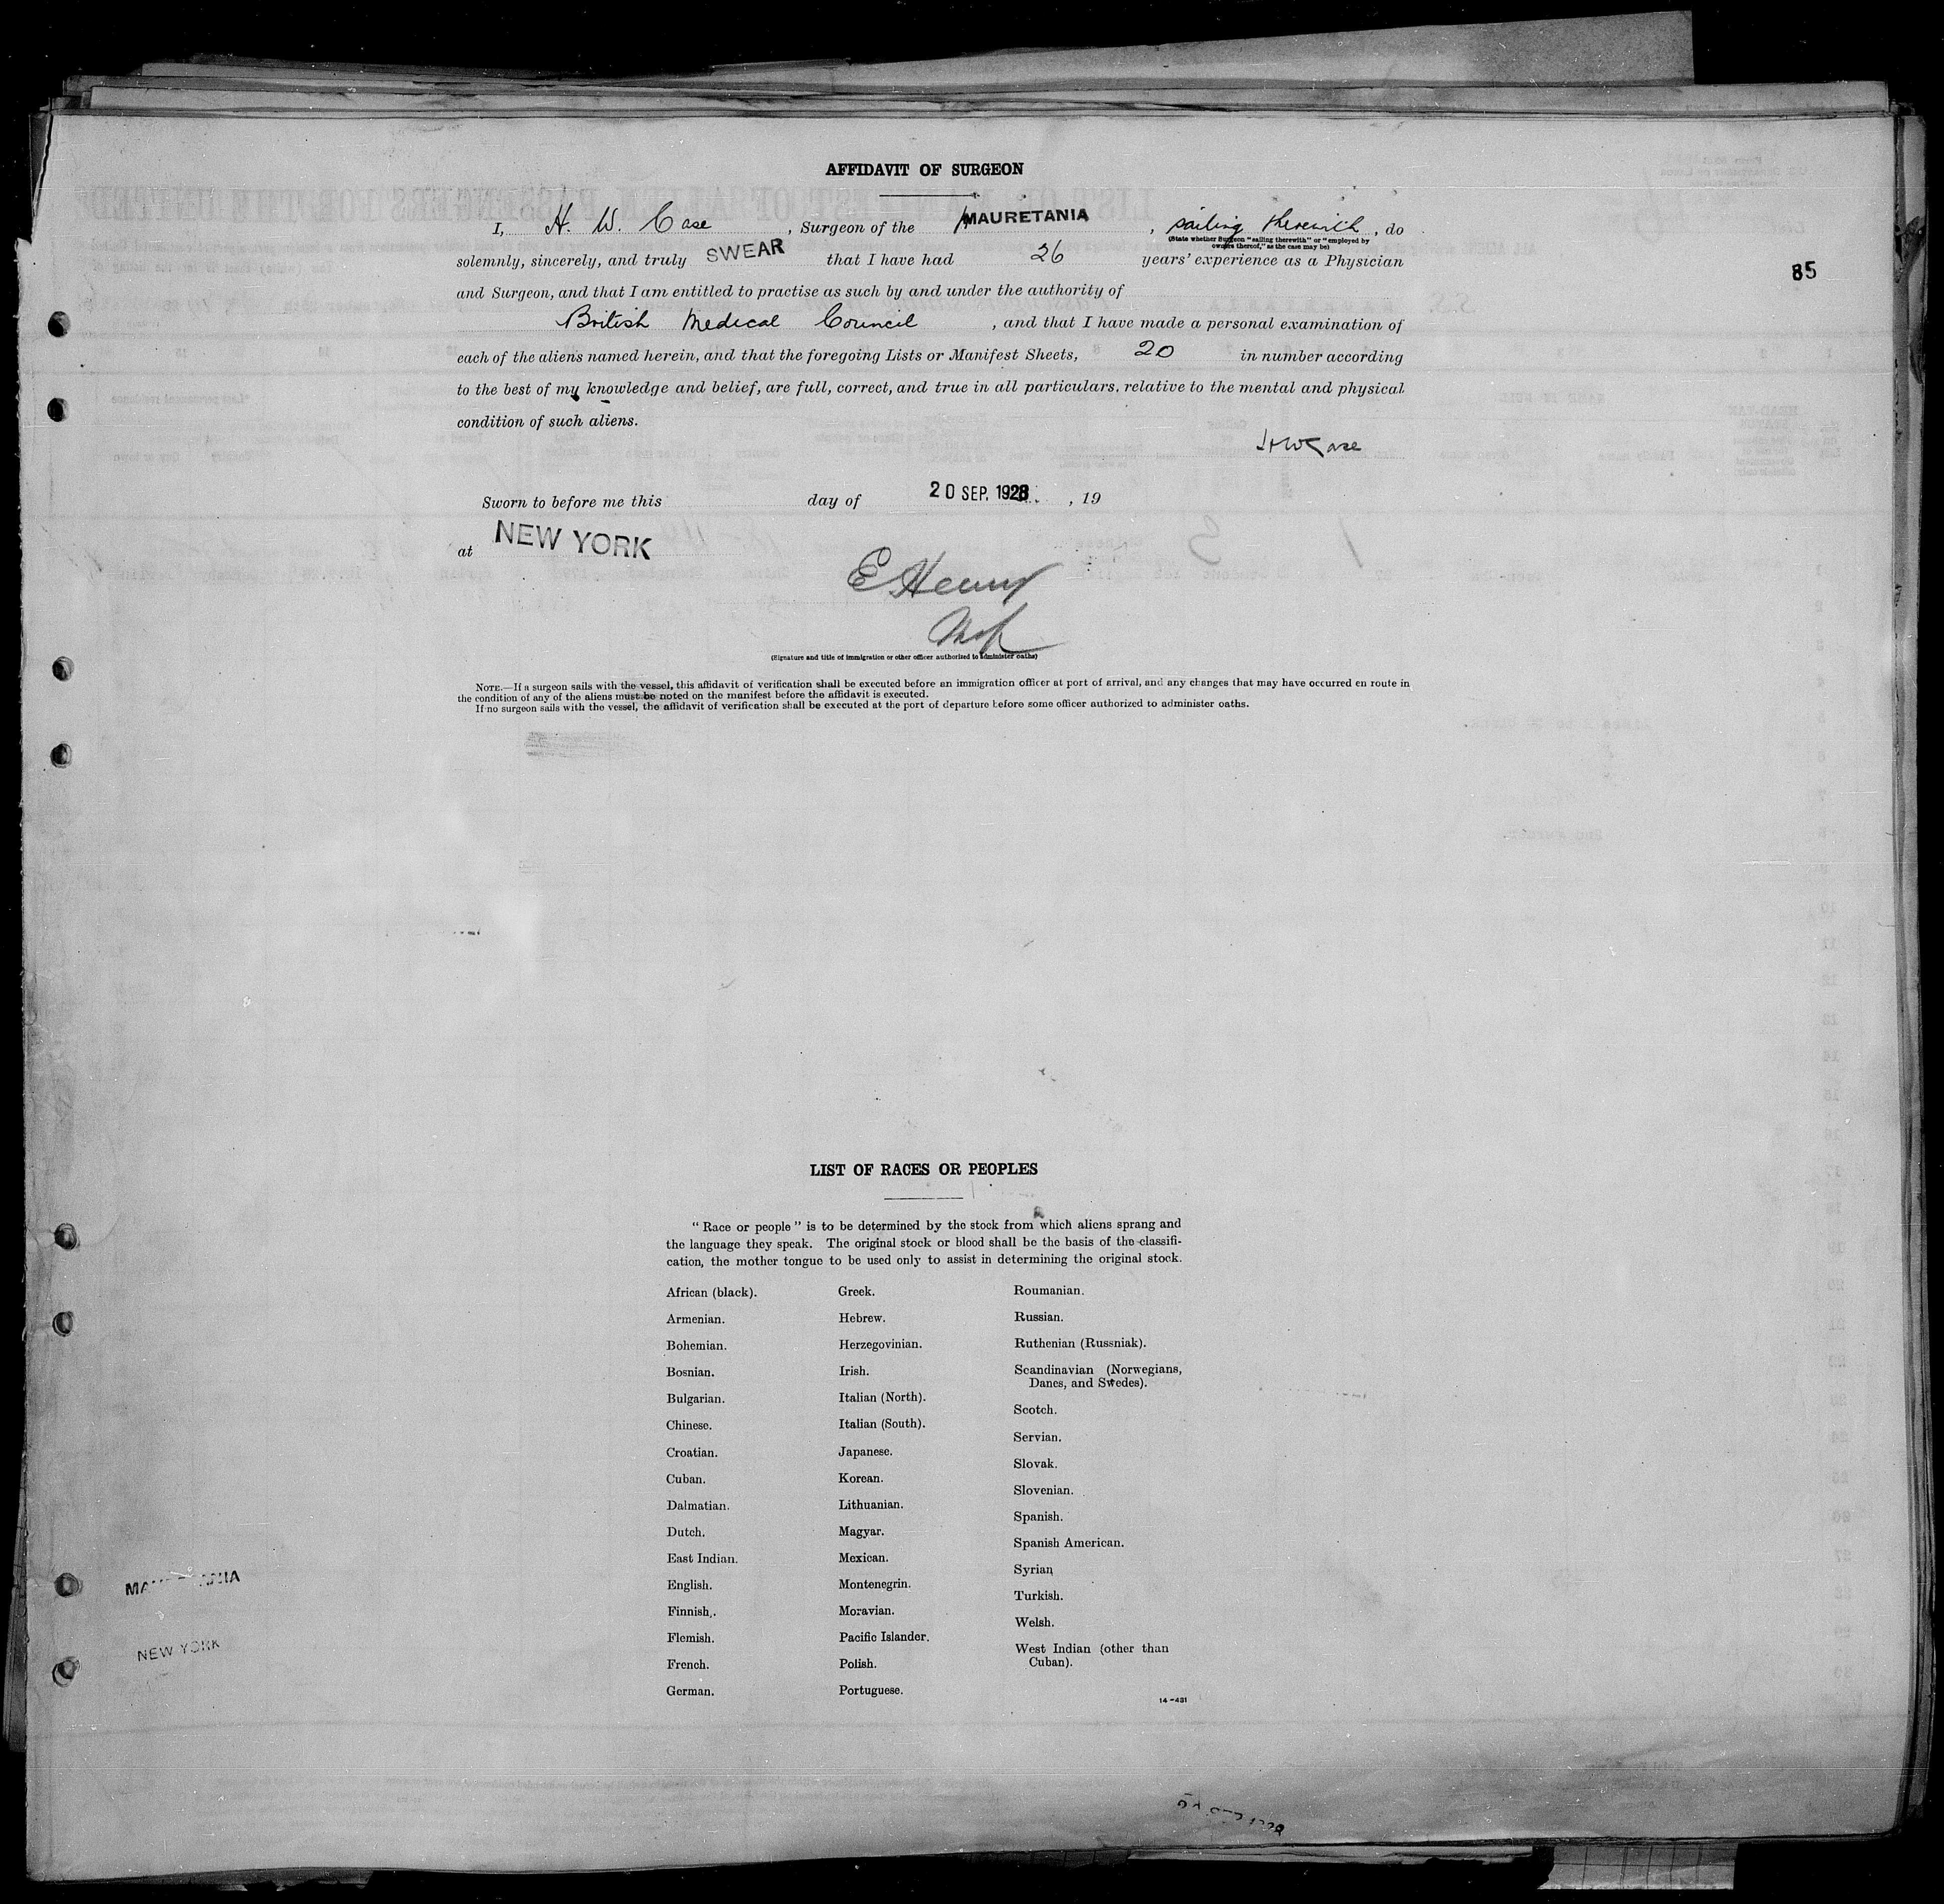 AFFIDAVIT OF SURGEON
I, H. W. Case, Surgeon of the MAURETANIA, sailing therewith, do
(State whether Surgeon "sailing therewith" or "employed by
owners thereof," as the case may be)
solemnly, sincerely, and truly SWEAR that I have had 26 years' experience as a Physician
85
and Surgeon, and that I am entitled to practise as such by and under the authority of
British Medical Council, and that I have made a personal examination of
each of the aliens named herein, and that the foregoing Lists or Manifest Sheets, 20 in number according
to the best of my knowledge and belief, are full, correct, and true in all particulars, relative to the mental and physical
condition of such aliens.
HWCase
Sworn to before me this day of 20 SEP. 1928, 19
at NEW YORK
E Henry
(Signature and title of immigration or other officer authorized to administer oaths)
NOTE.—If a surgeon sails with the vessel, this affidavit of verification shall be executed before an immigration officer at port of arrival, and any changes that may have occurred en route in
the condition of any of the aliens must be noted on the manifest before the affidavit is executed.
If no surgeon sails with the vessel, the affidavit of verification shall be executed at the port of departure before some officer authorized to administer oaths.
LIST OF RACES OR PEOPLES
"Race or people" is to be determined by the stock from which aliens sprang and
the language they speak. The original stock or blood shall be the basis of the classifi-
cation, the mother tongue to be used only to assist in determining the original stock.
African (black).
Armenian.
Bohemian.
Bosnian.
Bulgarian.
Chinese.
Croatian.
Cuban.
Dalmatian.
Dutch.
East Indian.
English.
Finnish.
Flemish.
French.
German.
Greek.
Hebrew.
Herzegovinian.
Irish.
Italian (North).
Italian (South).
Japanese.
Korean.
Lithuanian.
Magyar.
Mexican.
Montenegrin.
Moravian.
Pacific Islander.
Polish.
Portuguese.
Roumanian.
Russian.
Ruthenian (Russniak).
Scandinavian (Norwegians,
Danes, and Swedes).
Scotch.
Servian.
Slovak.
Slovenian.
Spanish.
Spanish American.
Syrian
Turkish.
Welsh.
West Indian (other than
Cuban).
14-431
NEW YORK